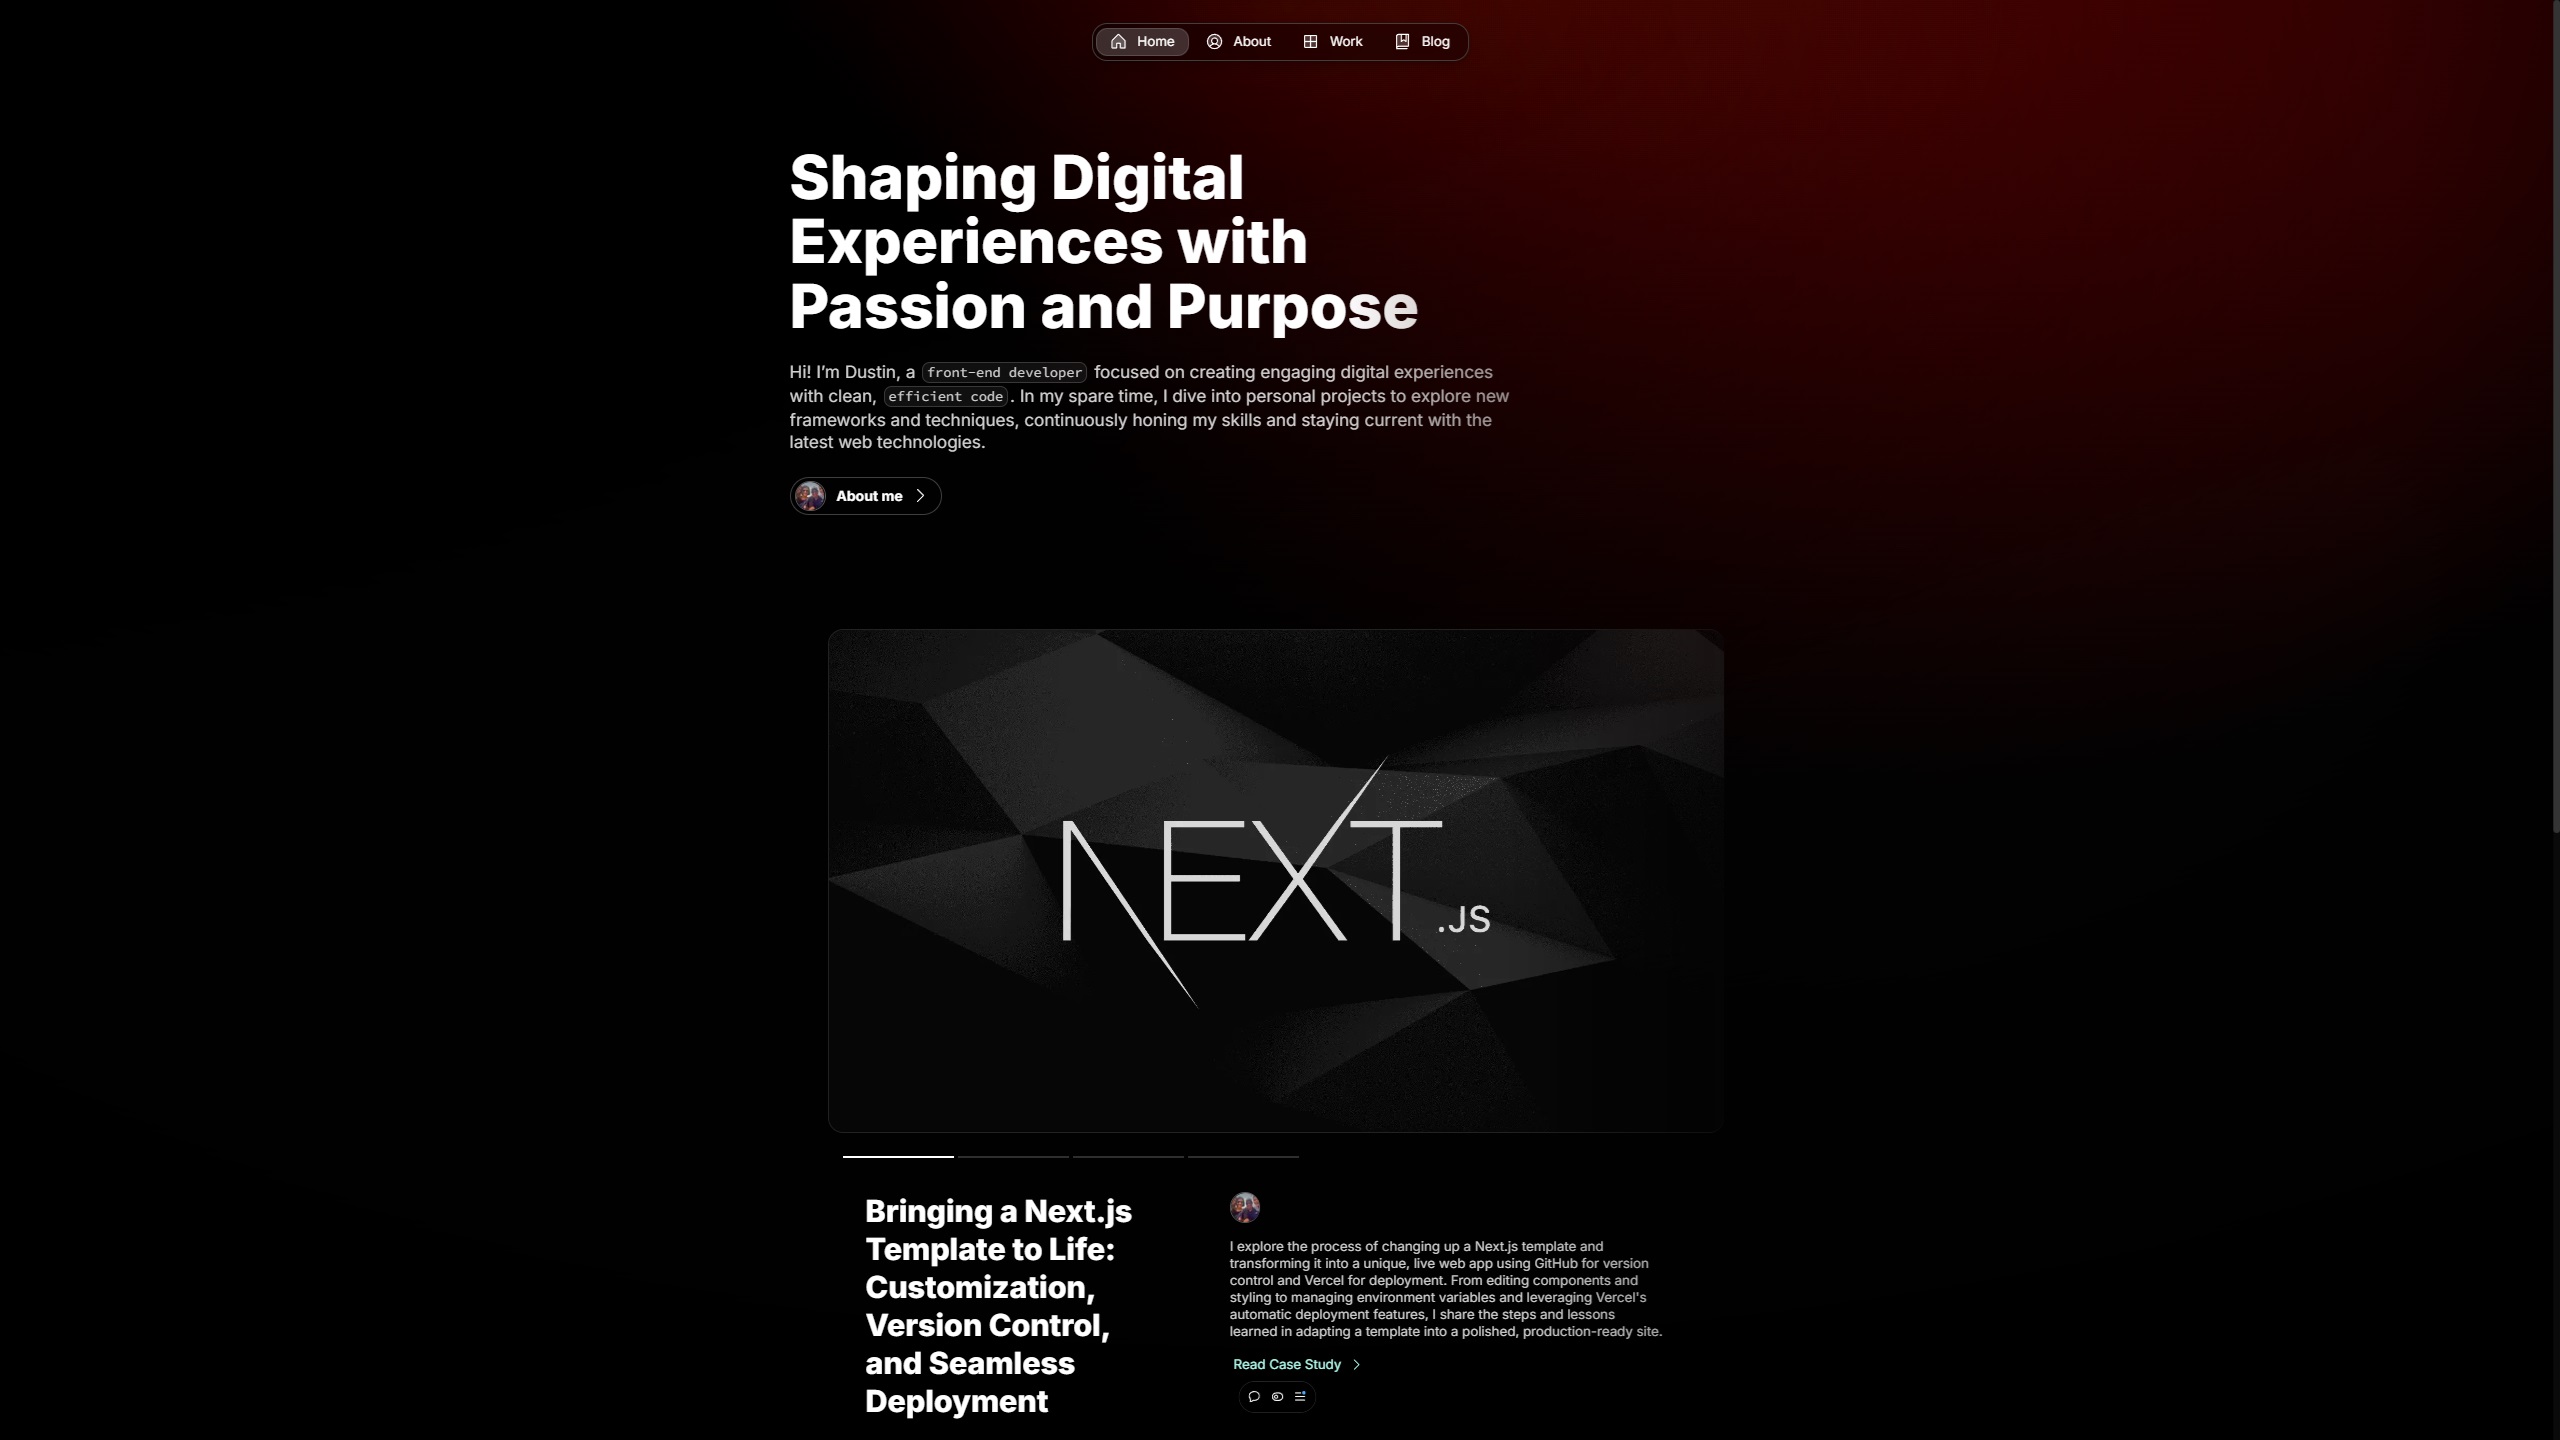 Home
About
Work
Blog
Shaping Digital
Experiences with
Passion and Purpose
Hi! I’m Dustin, a front-end developer focused on creating engaging digital experiences
with clean, efficient code. In my spare time, I dive into personal projects to explore new
frameworks and techniques, continuously honing my skills and staying current with the
latest web technologies.
About me
NEXT.JS
Bringing a Next.js
Template to Life:
Customization,
Version Control,
and Seamless
Deployment
I explore the process of changing up a Next.js template and
transforming it into a unique, live web app using GitHub for version
control and Vercel for deployment. From editing components and
styling to managing environment variables and leveraging Vercel's
automatic deployment features, I share the steps and lessons
learned in adapting a template into a polished, production-ready site.
Read Case Study